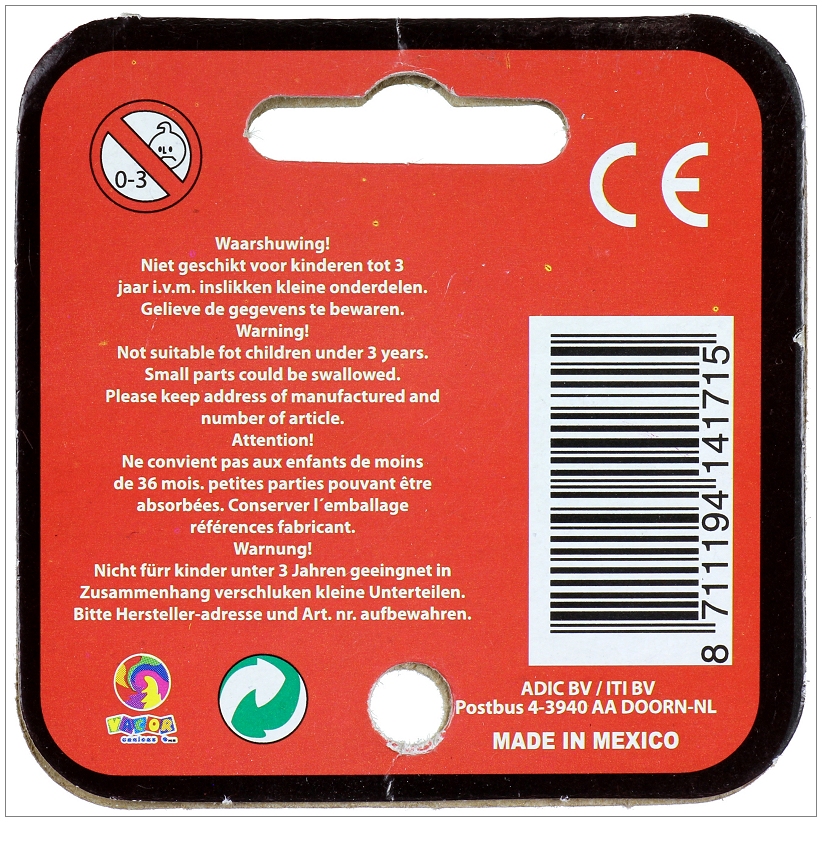 0-3
CE
Waarshuwing!
Niet geschikt voor kinderen tot 3
jaar i.v.m. inslikken kleine onderdelen.
Gelieve de gegevens te bewaren.
Warning!
Not suitable fot children under 3 years.
Small parts could be swallowed.
Please keep address of manufactured and
number of article.
Attention!
Ne convient pas aux enfants de moins
de 36 mois. petites parties pouvant être
absorbées. Conserver l´emballage
références fabricant.
Warnung!
Nicht fürr kinder unter 3 Jahren geeingnet in
Zusammenhang verschluken kleine Unterteilen.
Bitte Hersteller-adresse und Art. nr. aufbewahren.
8 711194 141715
VACOR
ADIC BV / ITI BV
Postbus 4-3940 AA DOORN-NL
MADE IN MEXICO